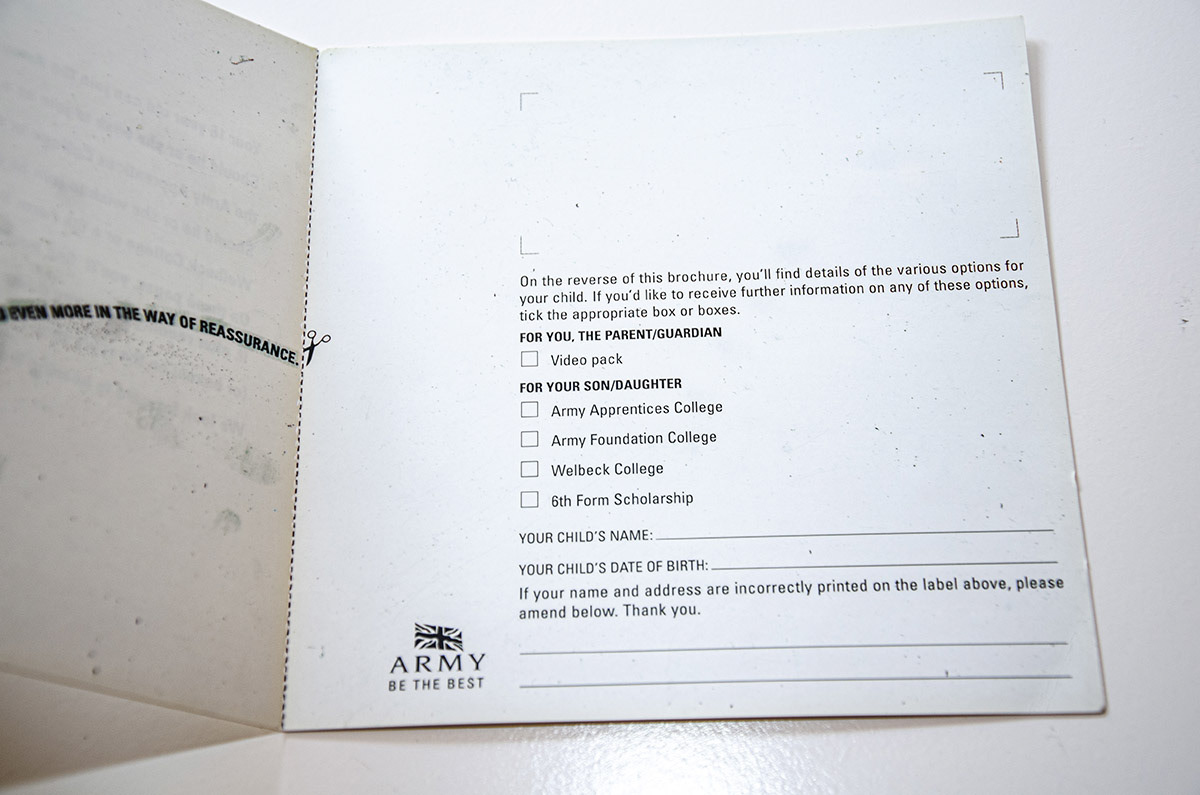 EVEN MORE IN THE WAY OF REASSURANCE.
On the reverse of this brochure, you'll find details of the various options for
your child. If you'd like to receive further information on any of these options,
tick the appropriate box or boxes.
FOR YOU, THE PARENT/GUARDIAN
Video pack
FOR YOUR SON/DAUGHTER
Army Apprentices College
Army Foundation College
Welbeck College
6th Form Scholarship
YOUR CHILD'S NAME:
YOUR CHILD'S DATE OF BIRTH:
If your name and address are incorrectly printed on the label above, please
amend below. Thank you.
ARMY
BE THE BEST